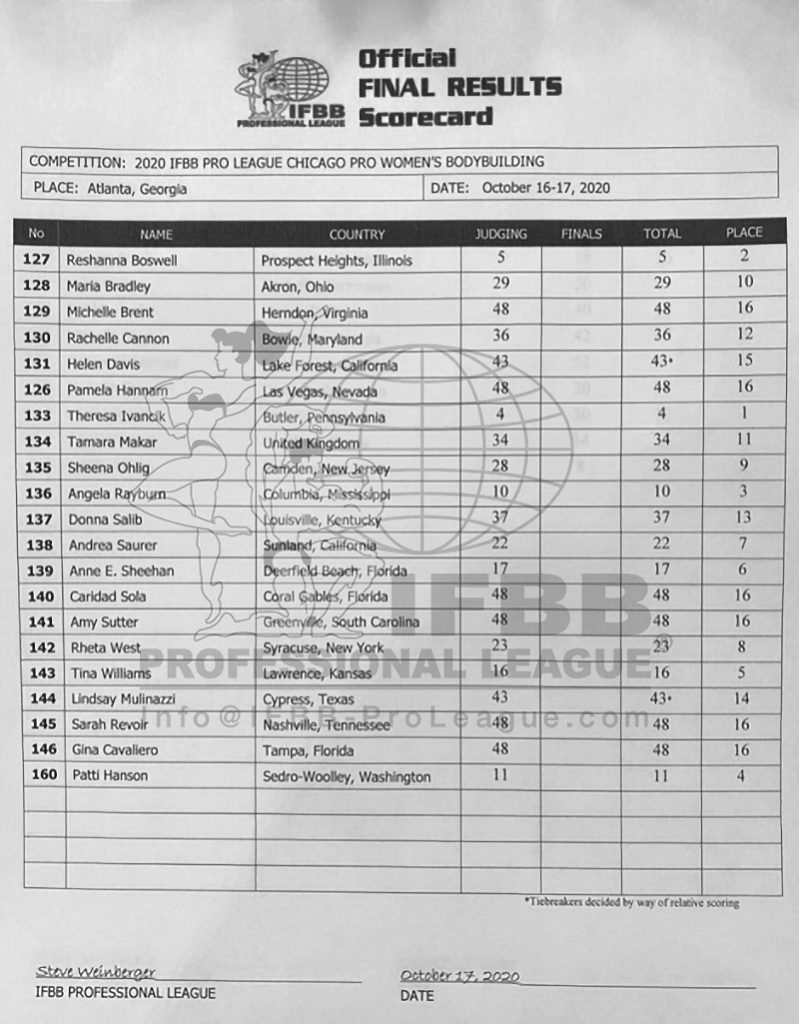 Official
FINAL RESULTS
Scorecard
IFBB
PROFESSIONAL LEAGUE
COMPETITION: 2020 IFBB PRO LEAGUE CHICAGO PRO WOMEN'S BODYBUILDING
PLACE: Atlanta, Georgia DATE: October 16-17, 2020
No NAME COUNTRY JUDGING FINALS TOTAL PLACE
127 Reshanna Boswell Prospect Heights, Illinois 5 5 2
128 Maria Bradley Akron, Ohio 29 29 10
129 Michelle Brent Herndon, Virginia 48 48 16
130 Rachelle Cannon Bowie, Maryland 36 36 12
131 Helen Davis Lake Forest, California 43 43* 15
126 Pamela Hannam Las Vegas, Nevada 48 48 16
133 Theresa Ivancik Butler, Pennsylvania 4 4 1
134 Tamara Makar United Kingdom 34 34 11
135 Sheena Ohlig Camden, New Jersey 28 28 9
136 Angela Rayburn Columbia, Mississippi 10 10 3
137 Donna Salib Louisville, Kentucky 37 37 13
138 Andrea Saurer Sunland, California 22 22 7
139 Anne E. Sheehan Deerfield Beach, Florida 17 17 6
140 Caridad Sola Coral Gables, Florida 48 48 16
141 Amy Sutter Greenville, South Carolina 48 48 16
142 Rheta West Syracuse, New York 23 23 8
143 Tina Williams Lawrence, Kansas 16 16 5
144 Lindsay Mulinazzi Cypress, Texas 43 43* 14
145 Sarah Revoir Nashville, Tennessee 48 48 16
146 Gina Cavaliero Tampa, Florida 48 48 16
160 Patti Hanson Sedro-Woolley, Washington 11 11 4
IFBB
PROFESSIONAL LEAGUE®
Info@IFBB-ProLeague.com
*Tiebreakers decided by way of relative scoring
Steve Weinberger October 17, 2020
IFBB PROFESSIONAL LEAGUE DATE